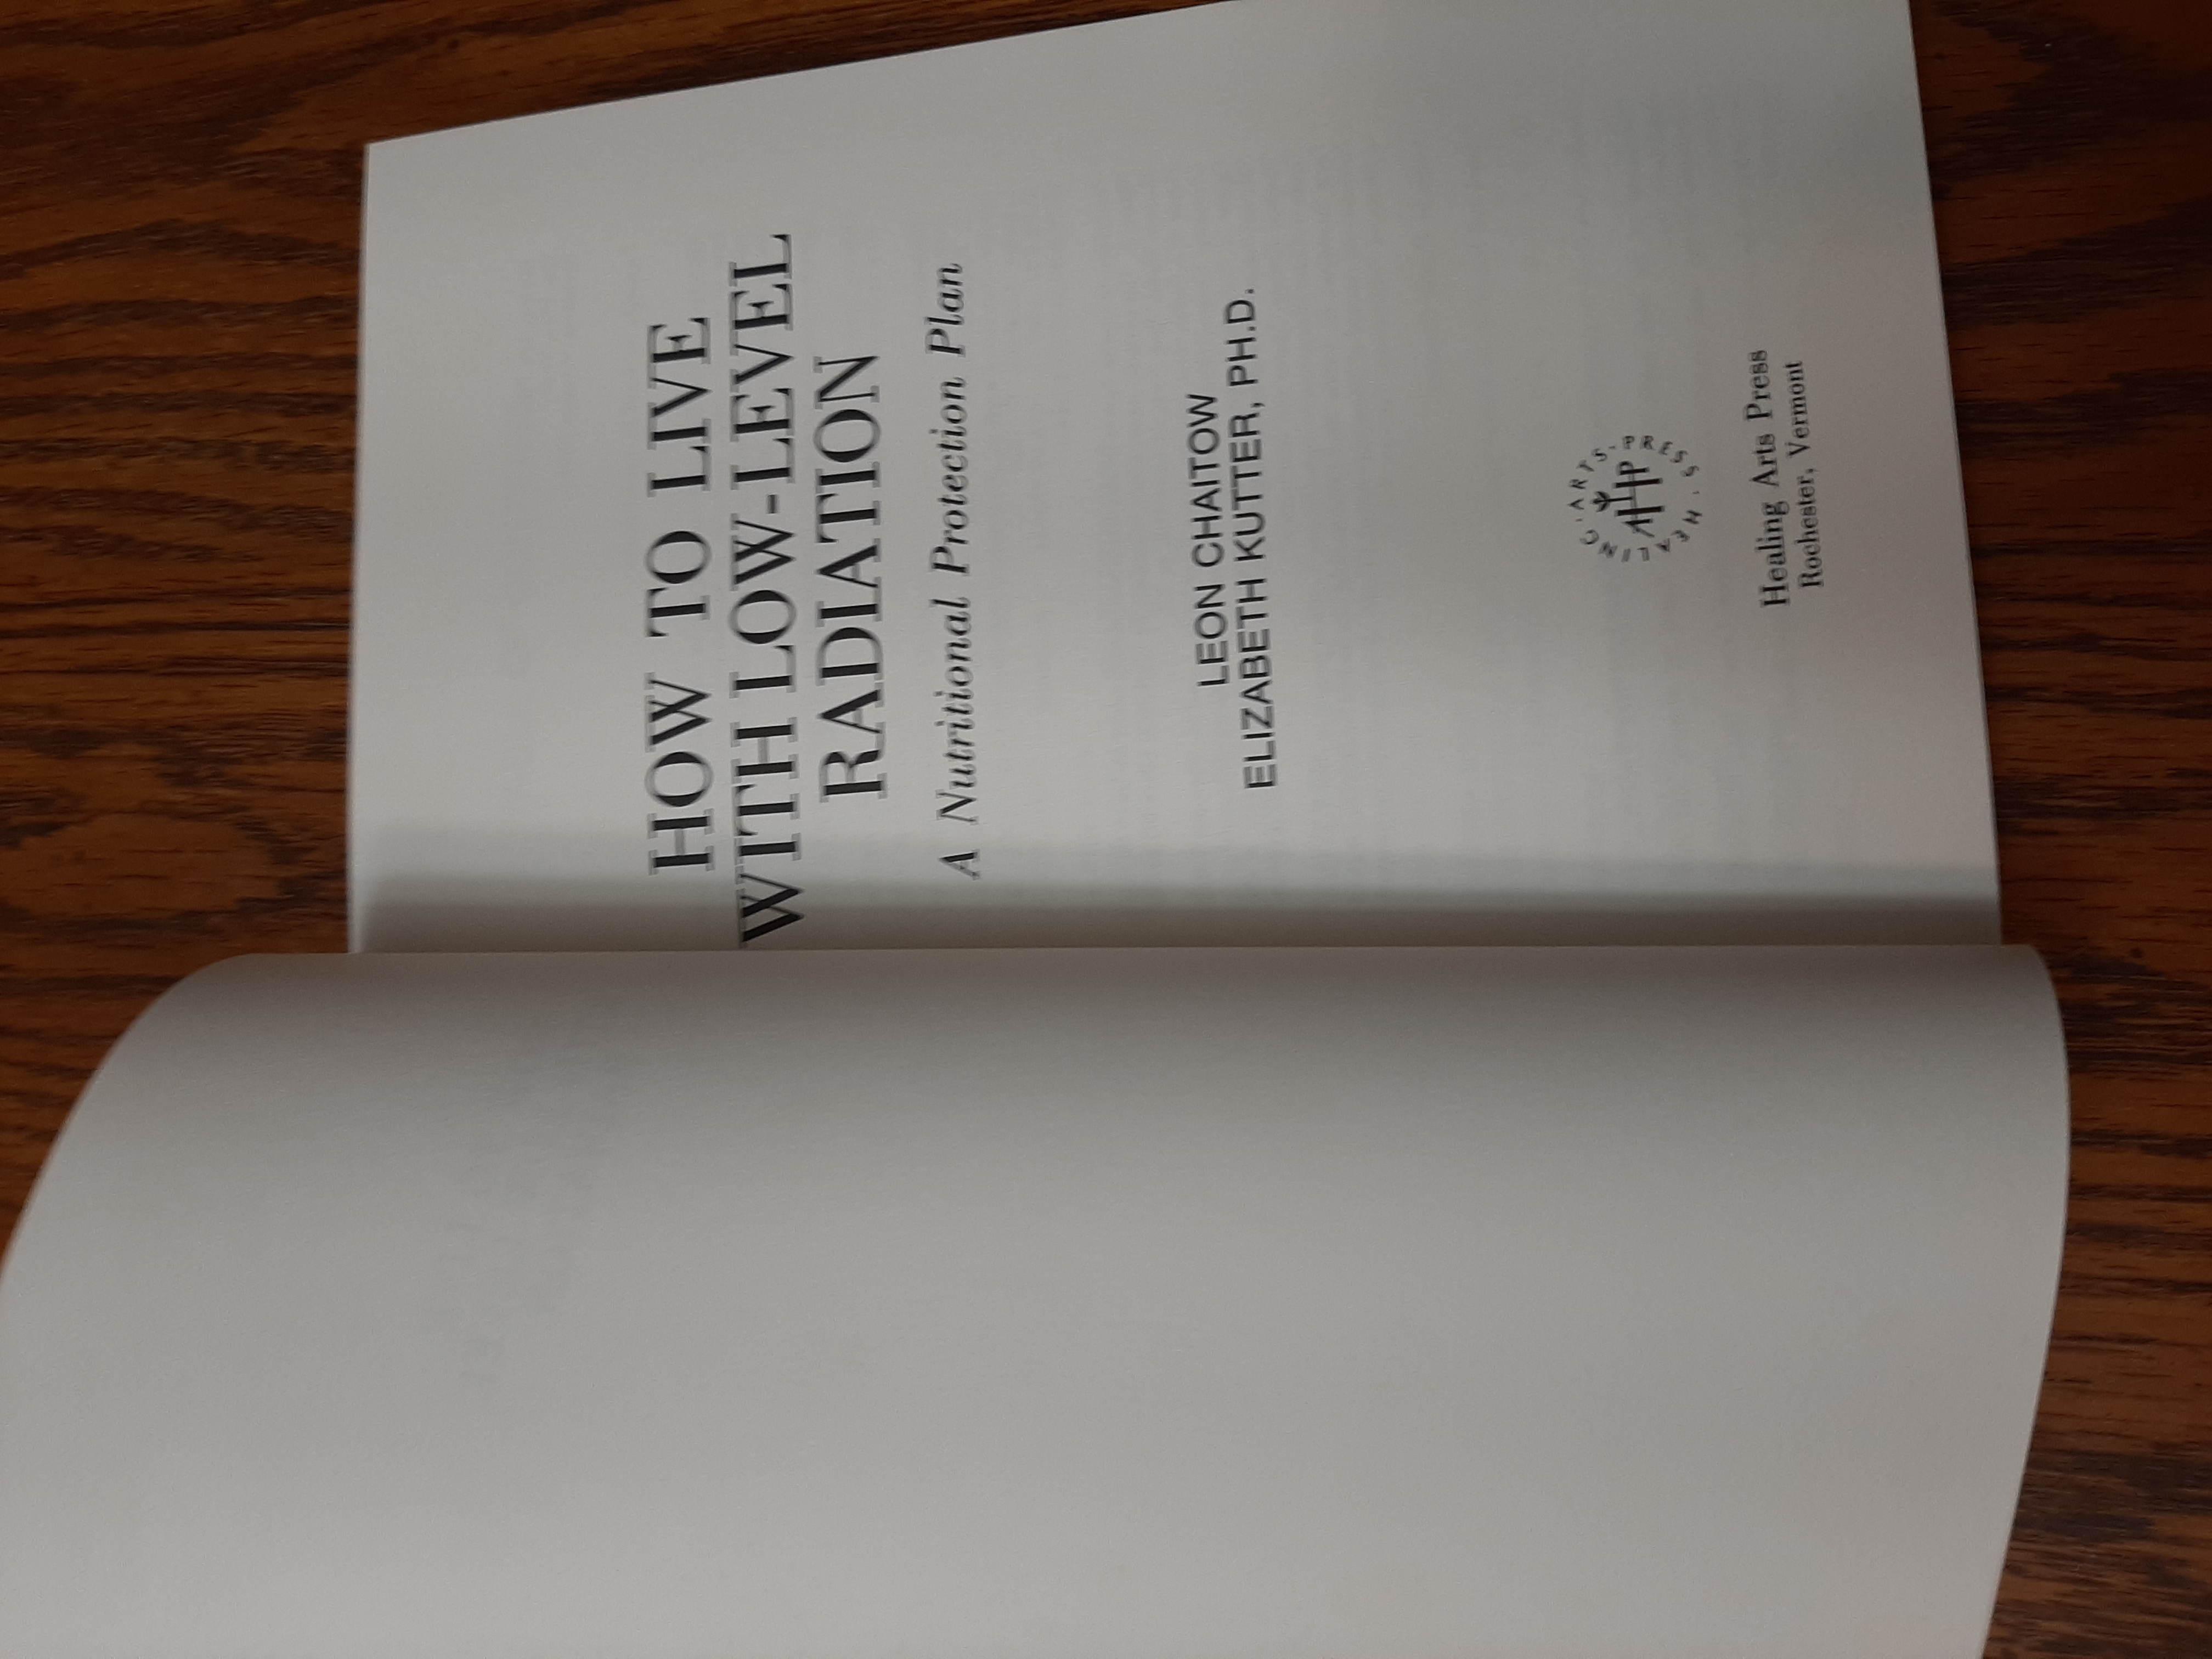 HOW TO LIVE
WITH LOW-LEVEL
RADIATION
A Nutritional Protection Plan
LEON CHAITOW
ELIZABETH KUTTER, PH.D.
HEALING · ARTS · PRESS ·
HAP
Healing Arts Press
Rochester, Vermont